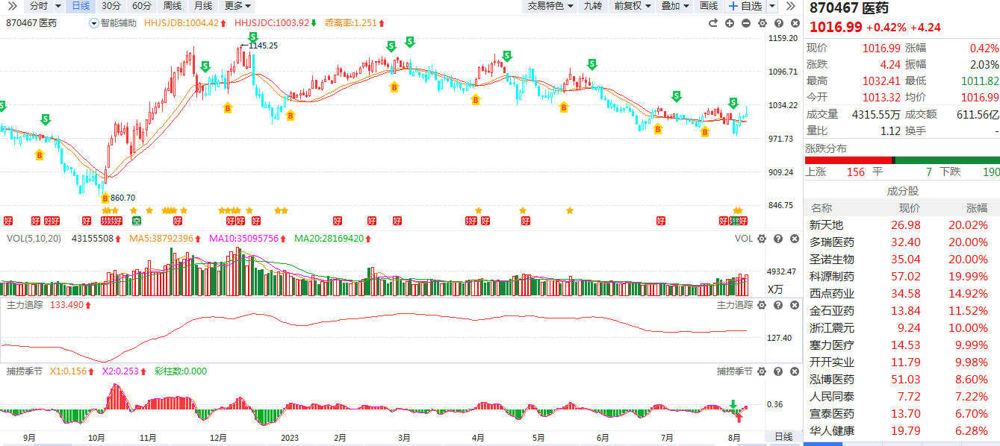 分时 日线 30分 60分 周线 月线 更多 交易特色 九转 前复权 叠加 画线 自选
870467 医药 智能辅助 HHJSJDB:1004.42 HHJSJDC:1003.92 乖离率:1.251
1159.20
1145.25
1096.71
1034.22
971.73
909.24
860.70
846.75
VOL(5,10,20) 43155508 MA5:38792396 MA10:35095756 MA20:28169420 VOL
4932.47
X万
主力追踪 133.490 主力追踪
127.40
捕捞季节 X1:0.156 X2:0.253 彩柱数:0.000 捕捞季节
0.36
9月 10月 11月 12月 2023 2月 3月 4月 5月 6月 7月 8月 日线
870467 医药
1016.99 +0.42% +4.24
现价 1016.99 涨幅 0.42%
涨跌 4.24 振幅 2.03%
最高 1032.41 最低 1011.82
今开 1013.32 均价 1016.99
成交量 4315.55万 成交额 611.56亿
量比 1.12 换手 -
涨跌分布
上涨 156 平 7 下跌 190
成分股
名称 现价 涨幅
新天地 26.98 20.02%
多瑞医药 32.40 20.00%
圣诺生物 35.04 20.00%
科源制药 57.02 19.99%
西点药业 34.58 14.92%
金石亚药 13.84 11.52%
浙江震元 9.24 10.00%
塞力医疗 14.53 9.99%
开开实业 11.79 9.98%
泓博医药 51.03 8.60%
人民同泰 7.72 7.22%
宣泰医药 13.70 6.70%
华人健康 19.79 6.28%